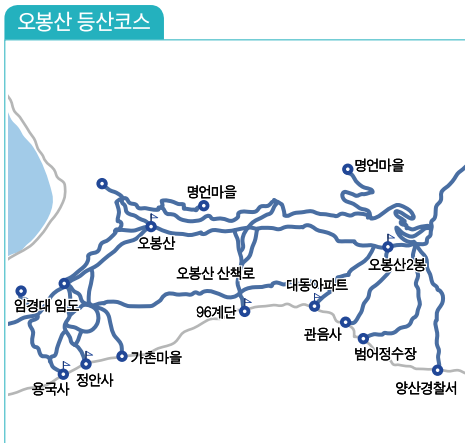 오봉산 등산코스
명언마을
명언마을
오봉산
오봉산2봉
오봉산 산책로
대동아파트
임경대 임도
96계단
관음사
범어정수장
가촌마을
정안사
용국사
양산경찰서